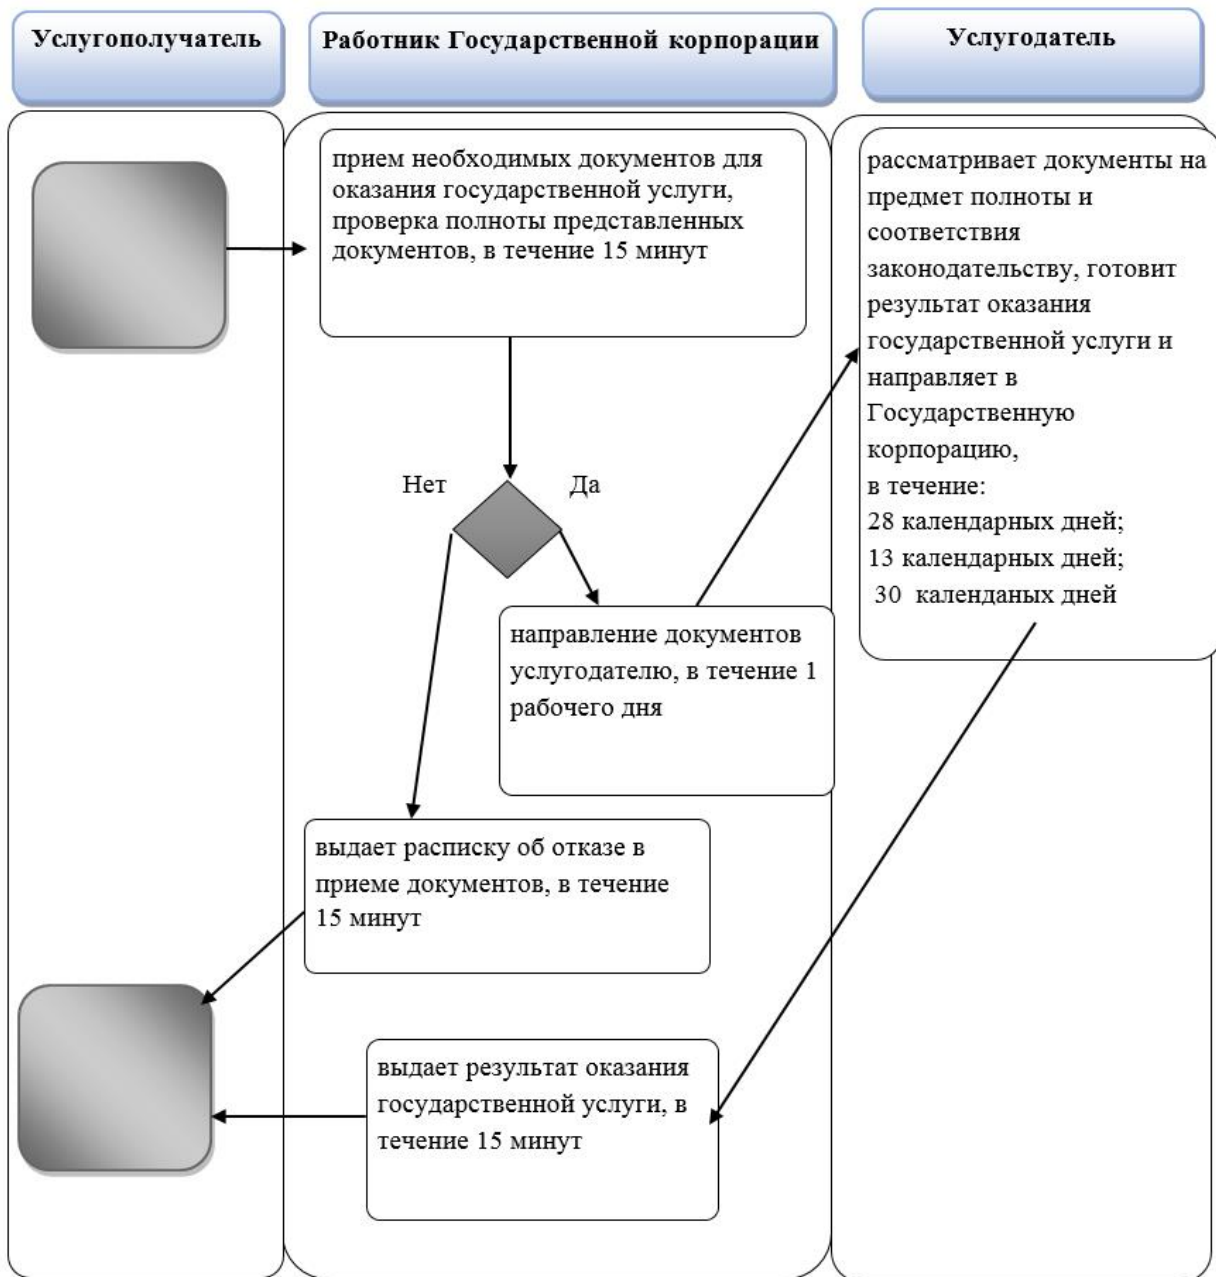 Услугополучатель
Работник Государственной корпорации
Услугодатель
прием необходимых документов для
оказания государственной услуги,
проверка полноты представленных
документов, в течение 15 минут
рассматривает документы на
предмет полноты и
соответствия
законодательству, готовит
результат оказания
государственной услуги и
направляет в
Государственную
корпорацию,
в течение:
28 календарных дней;
13 календарных дней;
30 календаных дней
Нет
Да
направление документов
услугодателю, в течение 1
рабочего дня
выдает расписку об отказе в
приеме документов, в течение
15 минут
выдает результат оказания
государственной услуги, в
течение 15 минут